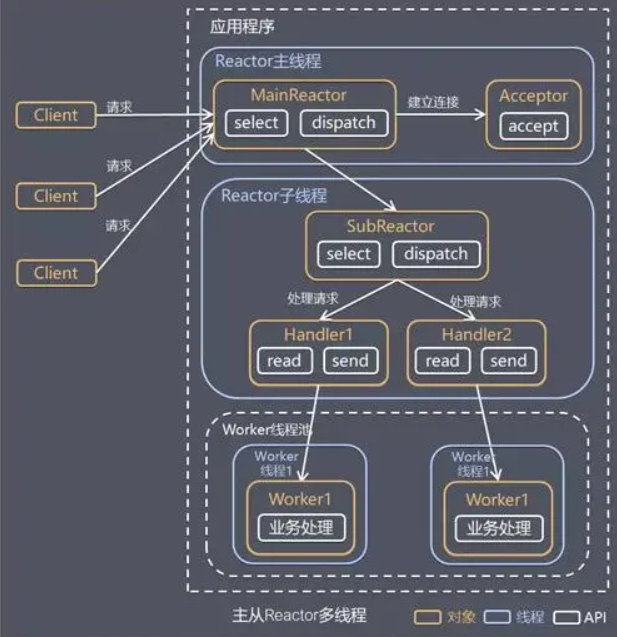 应用程序
Reactor主线程
MainReactor
select
dispatch
建立连接
Acceptor
accept
Client
请求
Client
请求
Client
请求
Reactor子线程
SubReactor
select
dispatch
处理请求
处理请求
Handler1
read
send
Handler2
read
send
Worker线程池
Worker
线程1
Worker1
业务处理
Worker
线程1
Worker1
业务处理
主从Reactor多线程
对象
线程
API